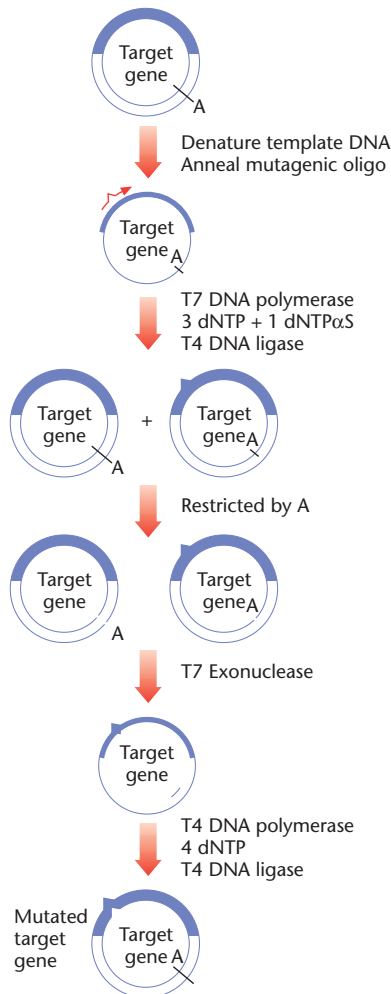 Target
gene
A
Denature template DNA
Anneal mutagenic oligo
Target
gene
A
T7 DNA polymerase
3 dNTP + 1 dNTPαS
T4 DNA ligase
Target
gene
A
+
Target
gene
A
Restricted by A
Target
gene
A
Target
gene
A
T7 Exonuclease
Target
gene
T4 DNA polymerase
4 dNTP
T4 DNA ligase
Mutated
target
gene
Target
gene
A